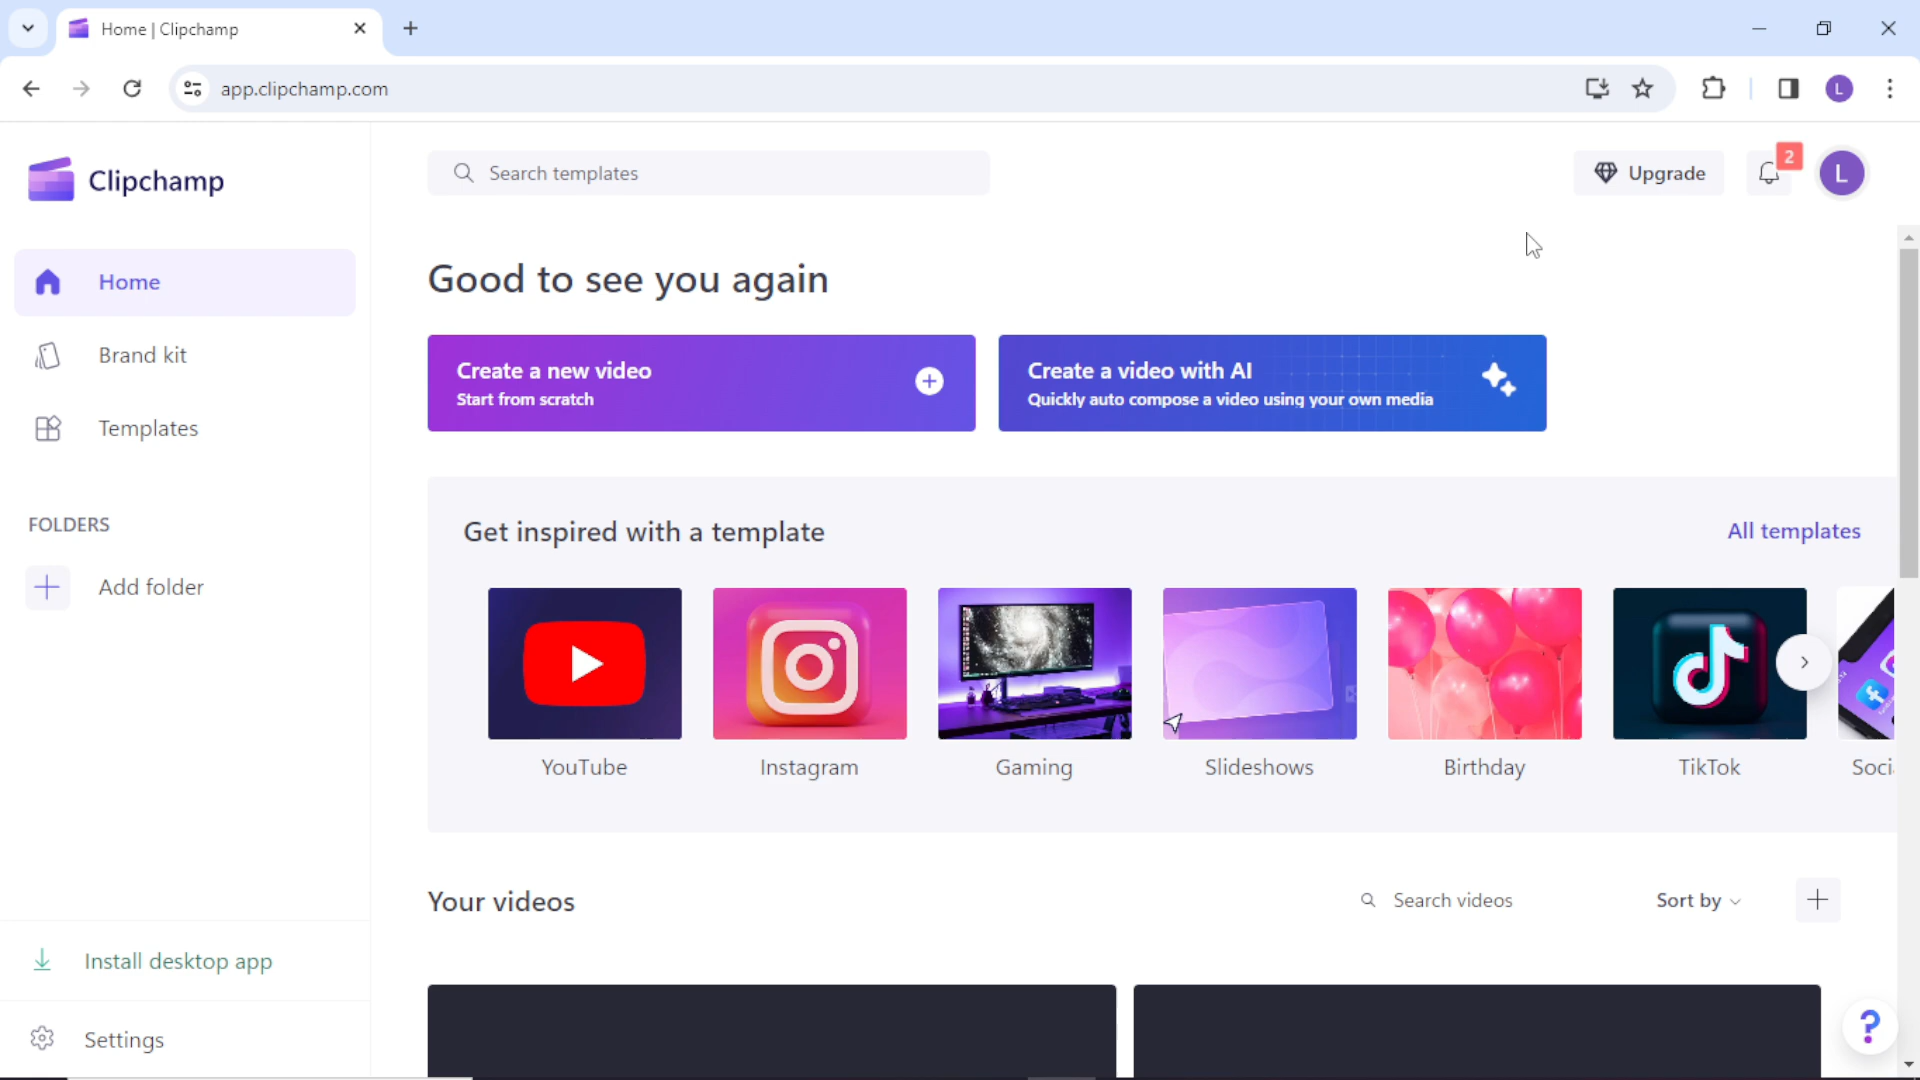 Home | Clipchamp
app.clipchamp.com
L
Clipchamp
Search templates
Upgrade
2
L
Home
Brand kit
Templates
FOLDERS
Add folder
Install desktop app
Settings
Good to see you again
Create a new video
Start from scratch
Create a video with AI
Quickly auto compose a video using your own media
Get inspired with a template
All templates
YouTube
Instagram
Gaming
Slideshows
Birthday
TikTok
Soci
Your videos
Search videos
Sort by
?